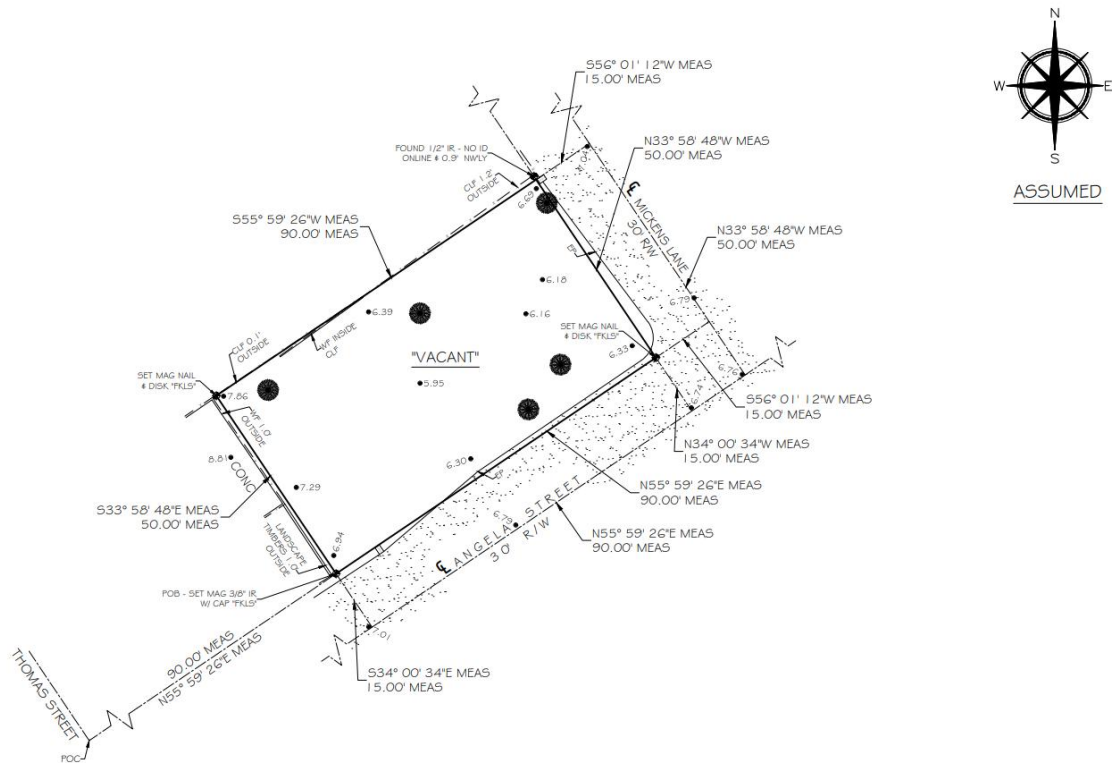 N
W E
S
ASSUMED
S56° 01' 12"W MEAS
15.00' MEAS
FOUND 1/2" IR - NO ID
ONLINE & 0.9' NW'LY
N33° 58' 48"W MEAS
50.00' MEAS
CLF 1.2'
OUTSIDE
6.69
℄ MICKENS LANE
30' R/W
S55° 59' 26"W MEAS
90.00' MEAS
N33° 58' 48"W MEAS
50.00' MEAS
EP
6.18
6.39
6.16
6.79
WF INSIDE
CLF
SET MAG NAIL
& DISK "FKLS"
6.33
CLF 0.1'
OUTSIDE
"VACANT"
SET MAG NAIL
& DISK "FKLS"
7.86
5.95
6.76
WF 1.0'
OUTSIDE
S56° 01' 12"W MEAS
15.00' MEAS
8.81
CONC
6.30
EP
N34° 00' 34"W MEAS
15.00' MEAS
7.29
N55° 59' 26"E MEAS
90.00' MEAS
S33° 58' 48"E MEAS
50.00' MEAS
LANDSCAPE
TIMBERS 1.0'
OUTSIDE
6.94
6.79
℄ ANGELA STREET
30' R/W
N55° 59' 26"E MEAS
90.00' MEAS
POB - SET MAG 3/8" IR
W/ CAP "FKLS"
7.01
S34° 00' 34"E MEAS
15.00' MEAS
90.00' MEAS
N55° 59' 26"E MEAS
THOMAS STREET
POC